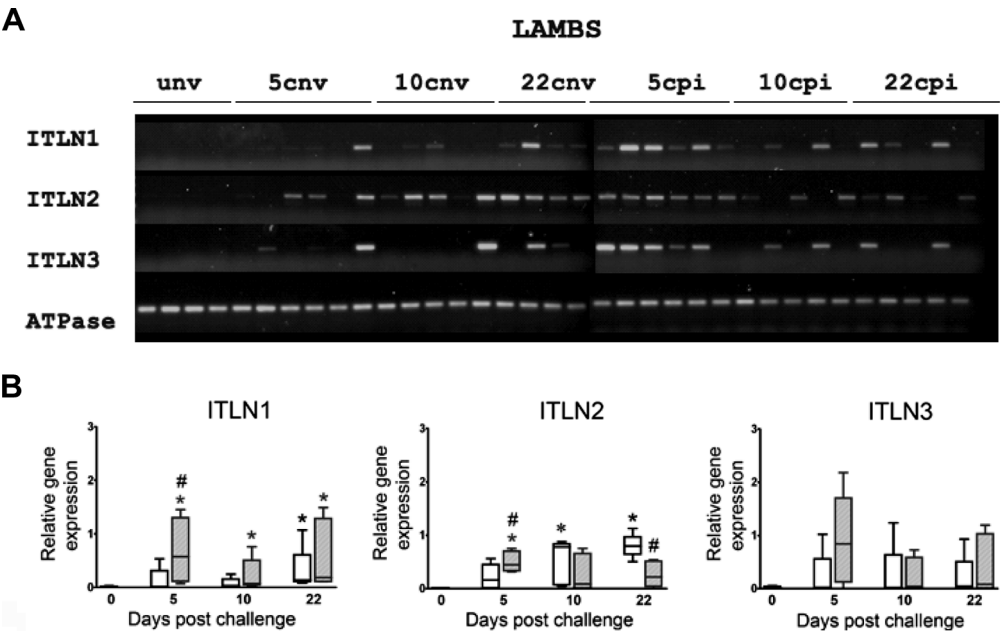 A
LAMBS
unv 5cnv 10cnv 22cnv 5cpi 10cpi 22cpi
ITLN1
ITLN2
ITLN3
ATPase
B
ITLN1 ITLN2 ITLN3
Relative gene expression
3
2
1
0
# * * * *
0 5 10 22
Days post challenge
Relative gene expression
3
2
1
0
# * * * #
0 5 10 22
Days post challenge
Relative gene expression
3
2
1
0
0 5 10 22
Days post challenge